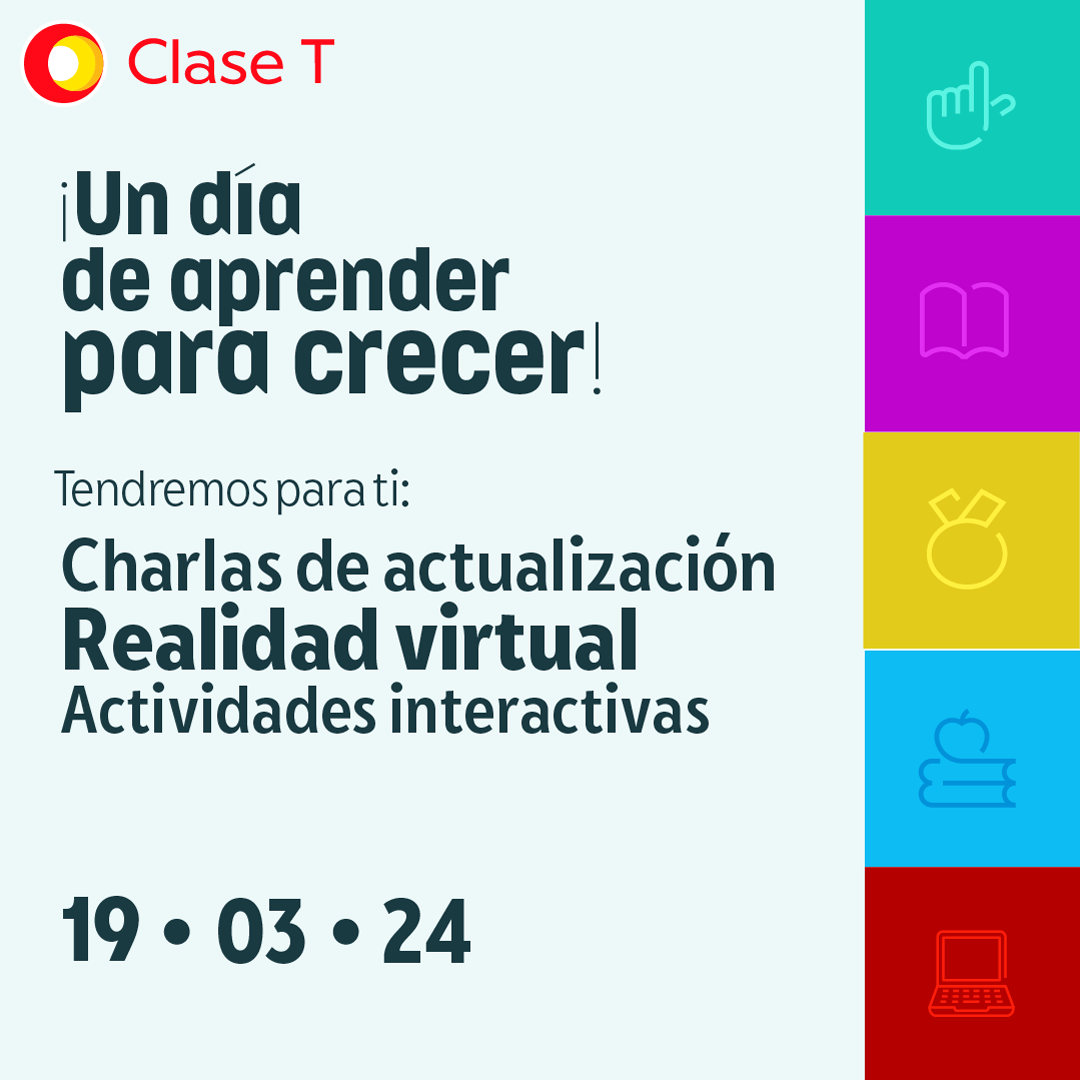 Clase T
¡Un día
de aprender
para crecer!
Tendremos para ti:
Charlas de actualización
Realidad virtual
Actividades interactivas
19 • 03 • 24